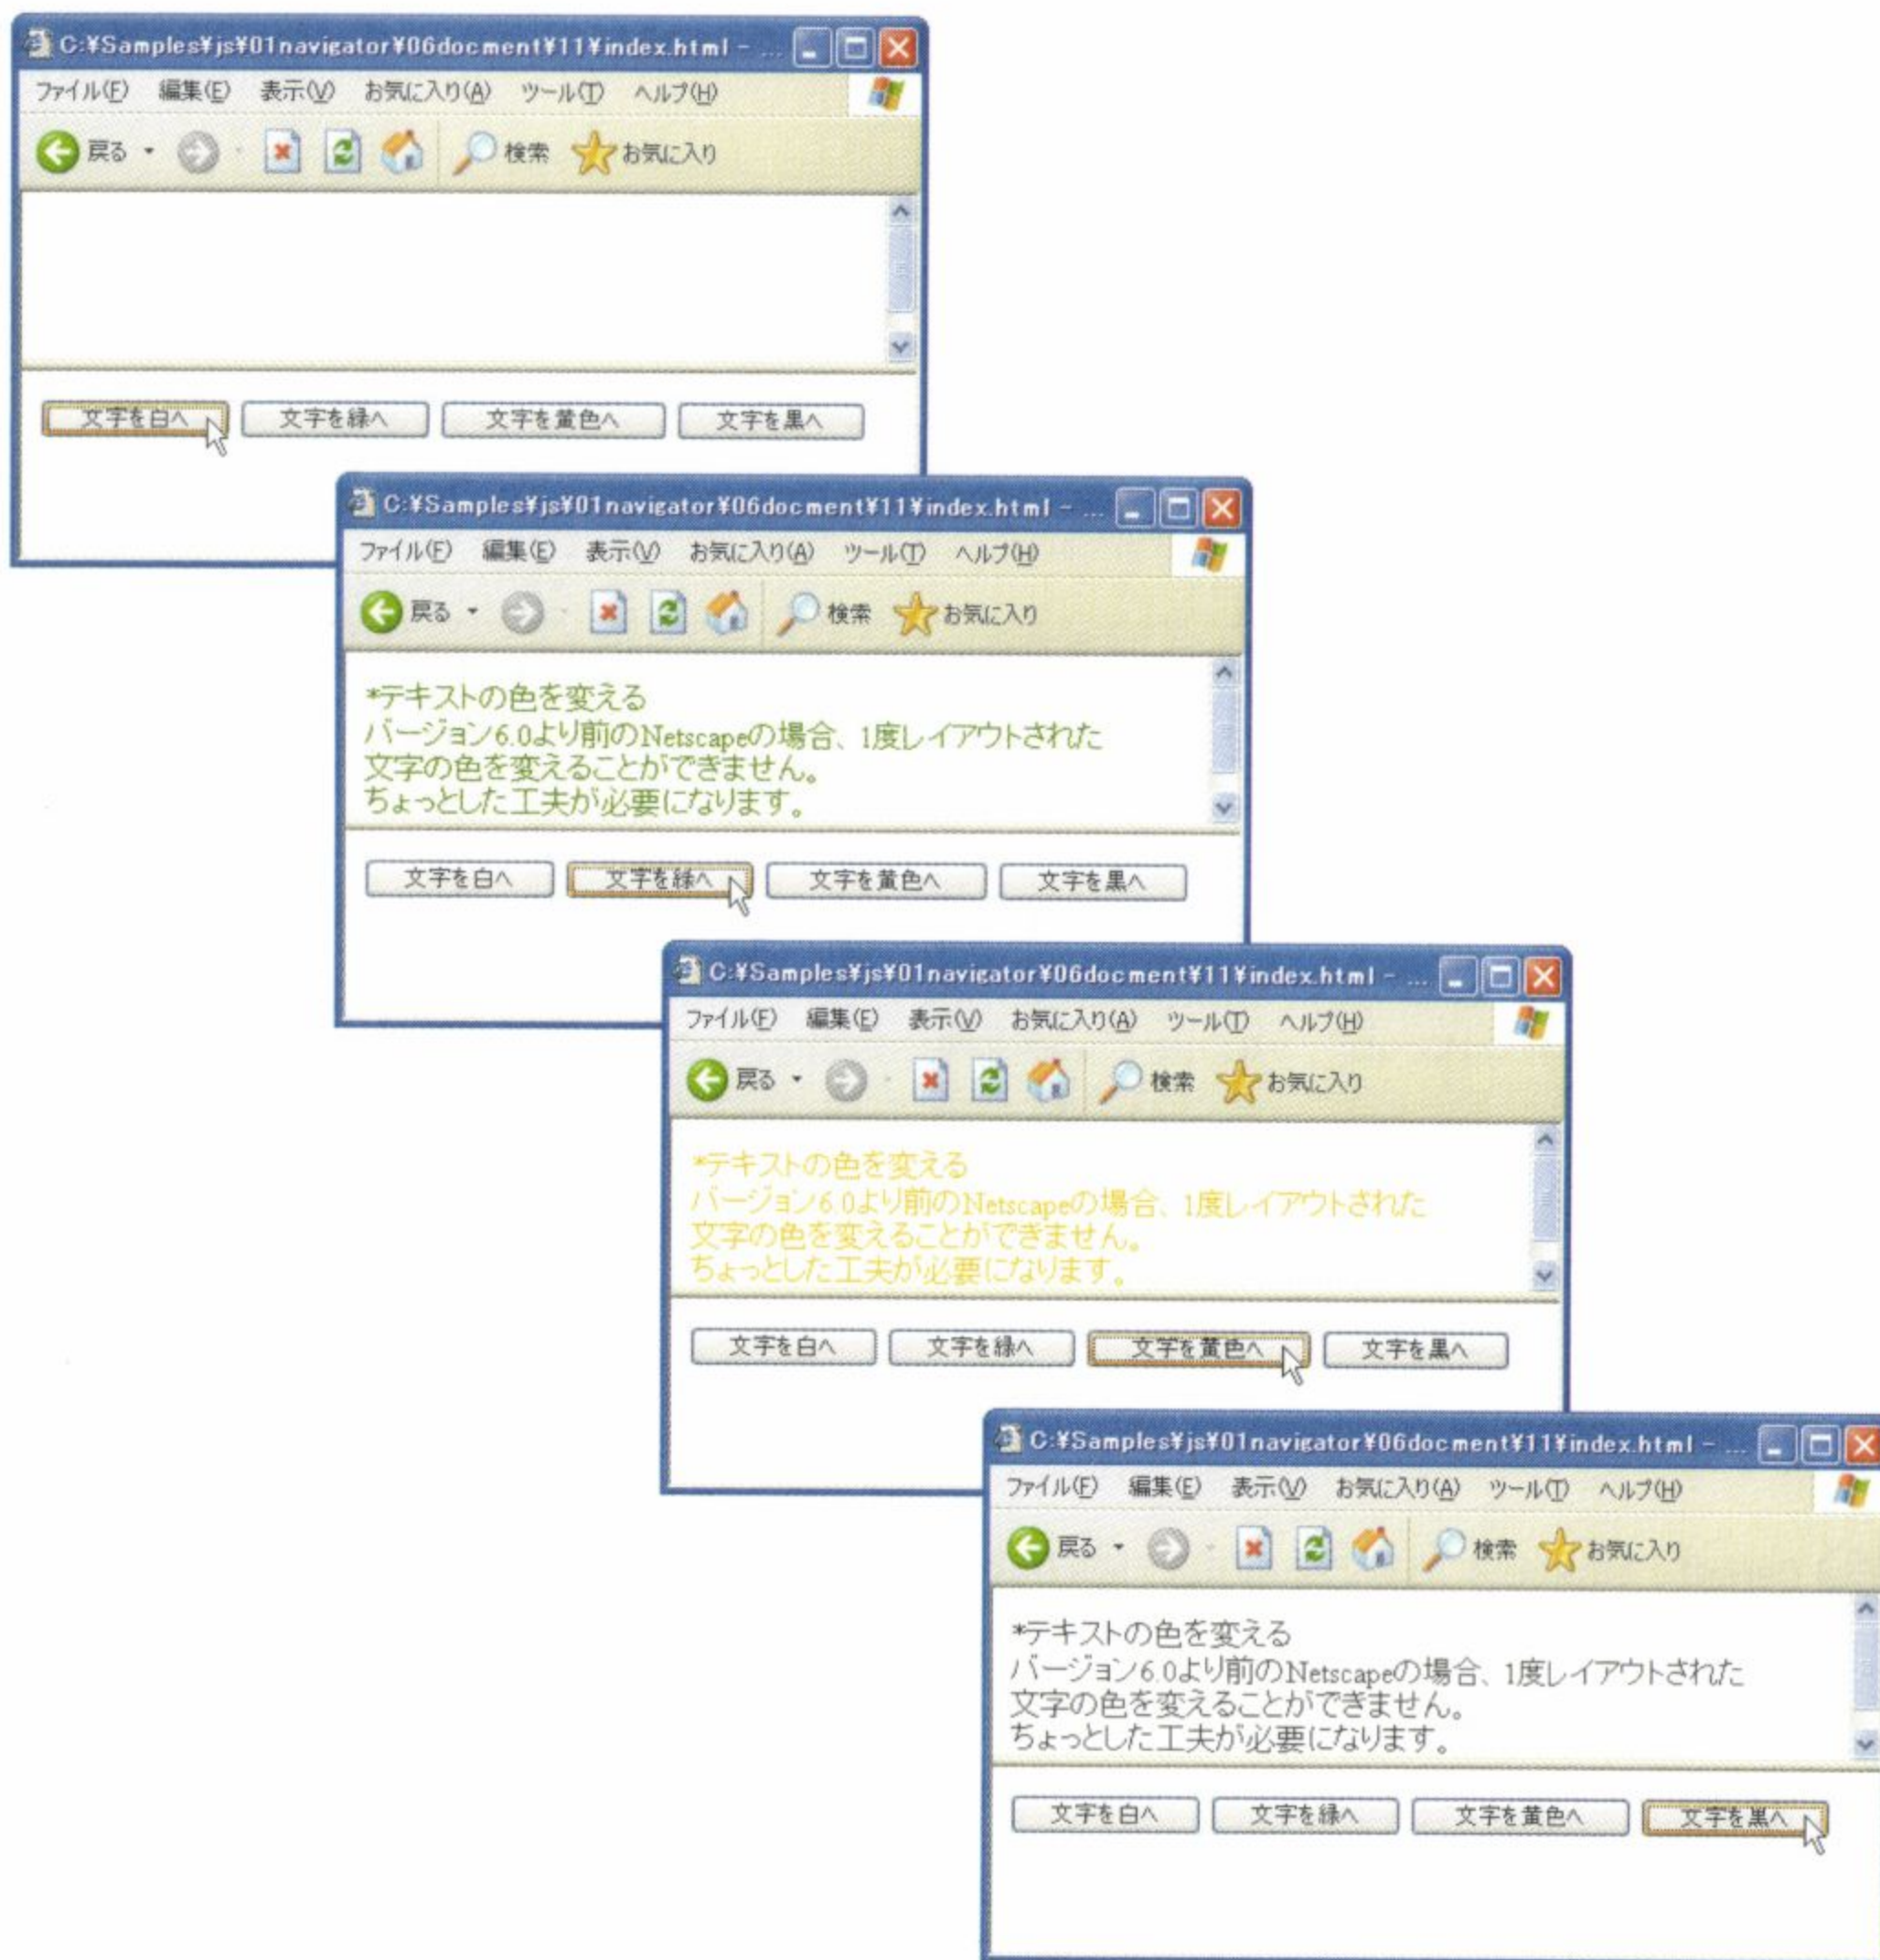 C:¥Samples¥js¥01navigator¥06docment¥11¥index.html - ...
ファイル(F) 編集(E) 表示(V) お気に入り(A) ツール(T) ヘルプ(H)
戻る 検索 お気に入り
文字を白へ 文字を緑へ 文字を黄色へ 文字を黒へ
C:¥Samples¥js¥01navigator¥06docment¥11¥index.html - ...
ファイル(F) 編集(E) 表示(V) お気に入り(A) ツール(T) ヘルプ(H)
戻る 検索 お気に入り
*テキストの色を変える
バージョン6.0より前のNetscapeの場合、1度レイアウトされた
文字の色を変えることができません。
ちょっとした工夫が必要になります。
文字を白へ 文字を緑へ 文字を黄色へ 文字を黒へ
C:¥Samples¥js¥01navigator¥06docment¥11¥index.html - ...
ファイル(F) 編集(E) 表示(V) お気に入り(A) ツール(T) ヘルプ(H)
戻る 検索 お気に入り
*テキストの色を変える
バージョン6.0より前のNetscapeの場合、1度レイアウトされた
文字の色を変えることができません。
ちょっとした工夫が必要になります。
文字を白へ 文字を緑へ 文字を黄色へ 文字を黒へ
C:¥Samples¥js¥01navigator¥06docment¥11¥index.html - ...
ファイル(F) 編集(E) 表示(V) お気に入り(A) ツール(T) ヘルプ(H)
戻る 検索 お気に入り
*テキストの色を変える
バージョン6.0より前のNetscapeの場合、1度レイアウトされた
文字の色を変えることができません。
ちょっとした工夫が必要になります。
文字を白へ 文字を緑へ 文字を黄色へ 文字を黒へ